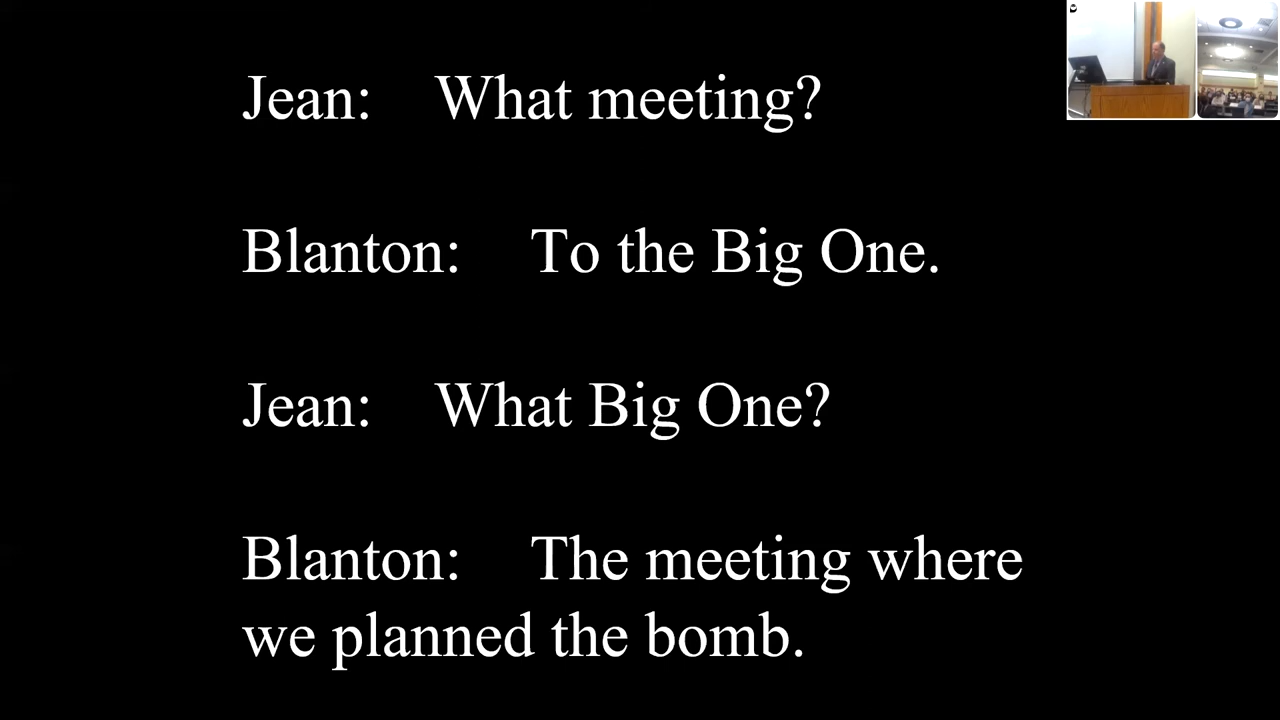 Jean: What meeting?
Blanton: To the Big One.
Jean: What Big One?
Blanton: The meeting where
we planned the bomb.